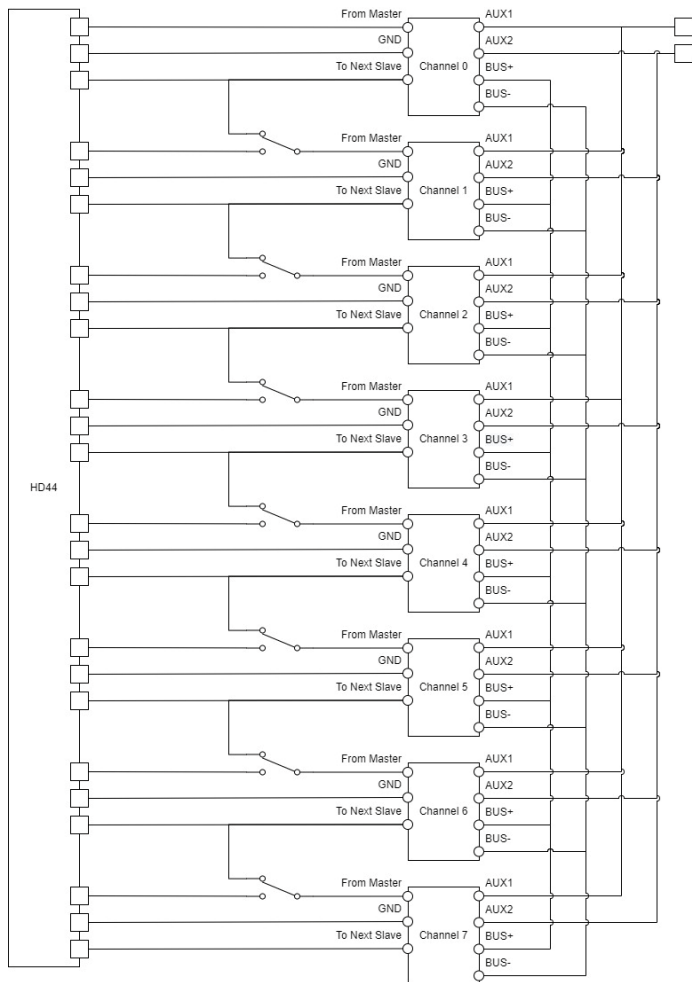 From Master
AUX1
GND
AUX2
To Next Slave
Channel 0
BUS+
BUS-
From Master
AUX1
GND
AUX2
To Next Slave
Channel 1
BUS+
BUS-
From Master
AUX1
GND
AUX2
To Next Slave
Channel 2
BUS+
BUS-
From Master
AUX1
GND
AUX2
To Next Slave
Channel 3
BUS+
BUS-
HD44
From Master
AUX1
GND
AUX2
To Next Slave
Channel 4
BUS+
BUS-
From Master
AUX1
GND
AUX2
To Next Slave
Channel 5
BUS+
BUS-
From Master
AUX1
GND
AUX2
To Next Slave
Channel 6
BUS+
BUS-
From Master
AUX1
GND
AUX2
To Next Slave
Channel 7
BUS+
BUS-